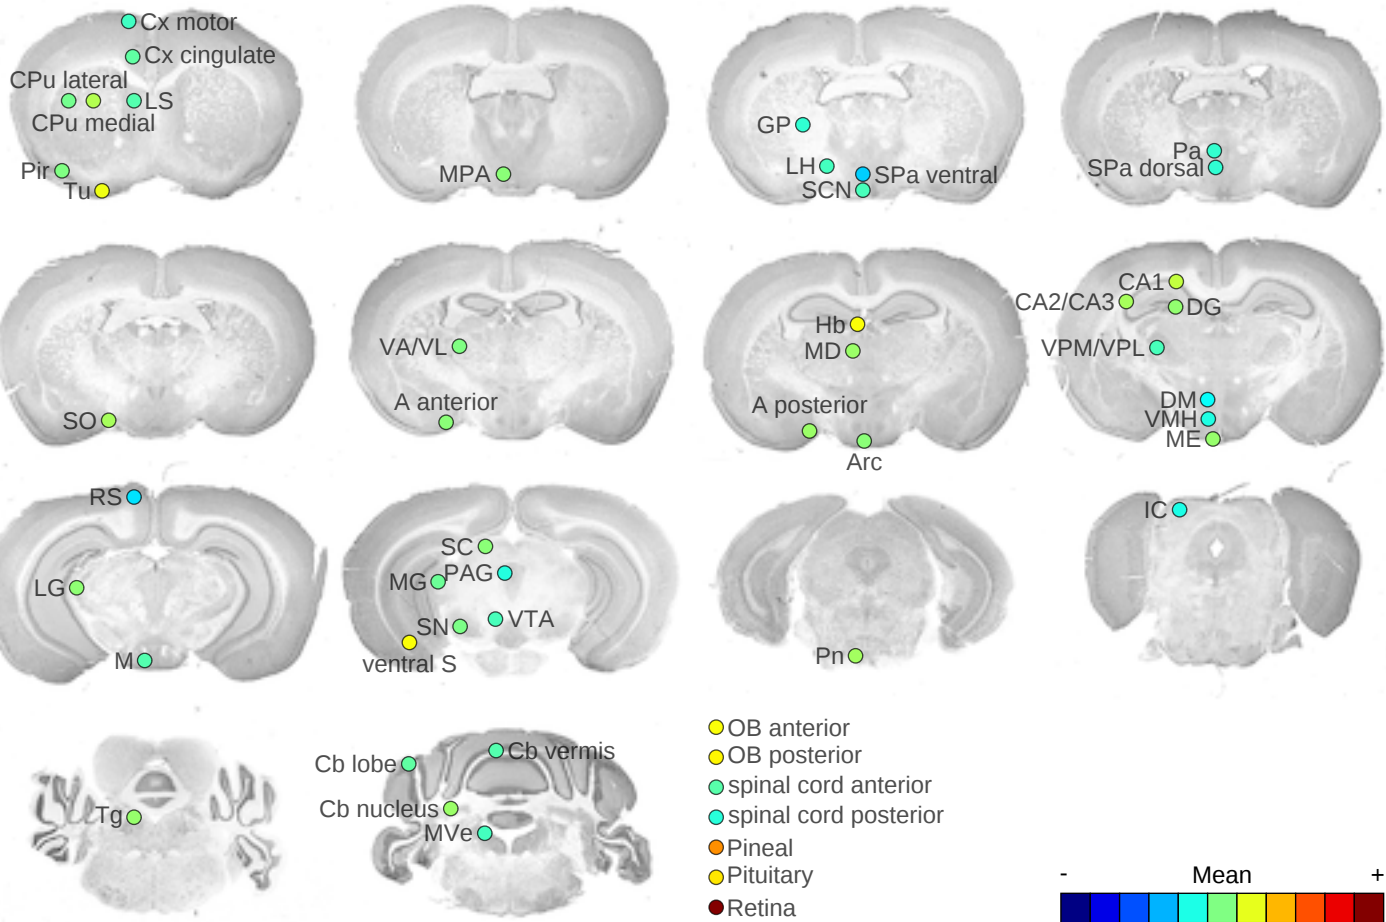 Cx motor
Cx cingulate
CPu lateral
LS
CPu medial
Pir
Tu
MPA
GP
LH
SPa ventral
SCN
Pa
SPa dorsal
SO
VA/VL
A anterior
Hb
MD
A posterior
Arc
CA1
CA2/CA3
DG
VPM/VPL
DM
VMH
ME
RS
LG
M
SC
MG
PAG
SN
VTA
ventral S
Pn
IC
Tg
Cb lobe
Cb vermis
Cb nucleus
MVe
OB anterior
OB posterior
spinal cord anterior
spinal cord posterior
Pineal
Pituitary
Retina
- Mean +